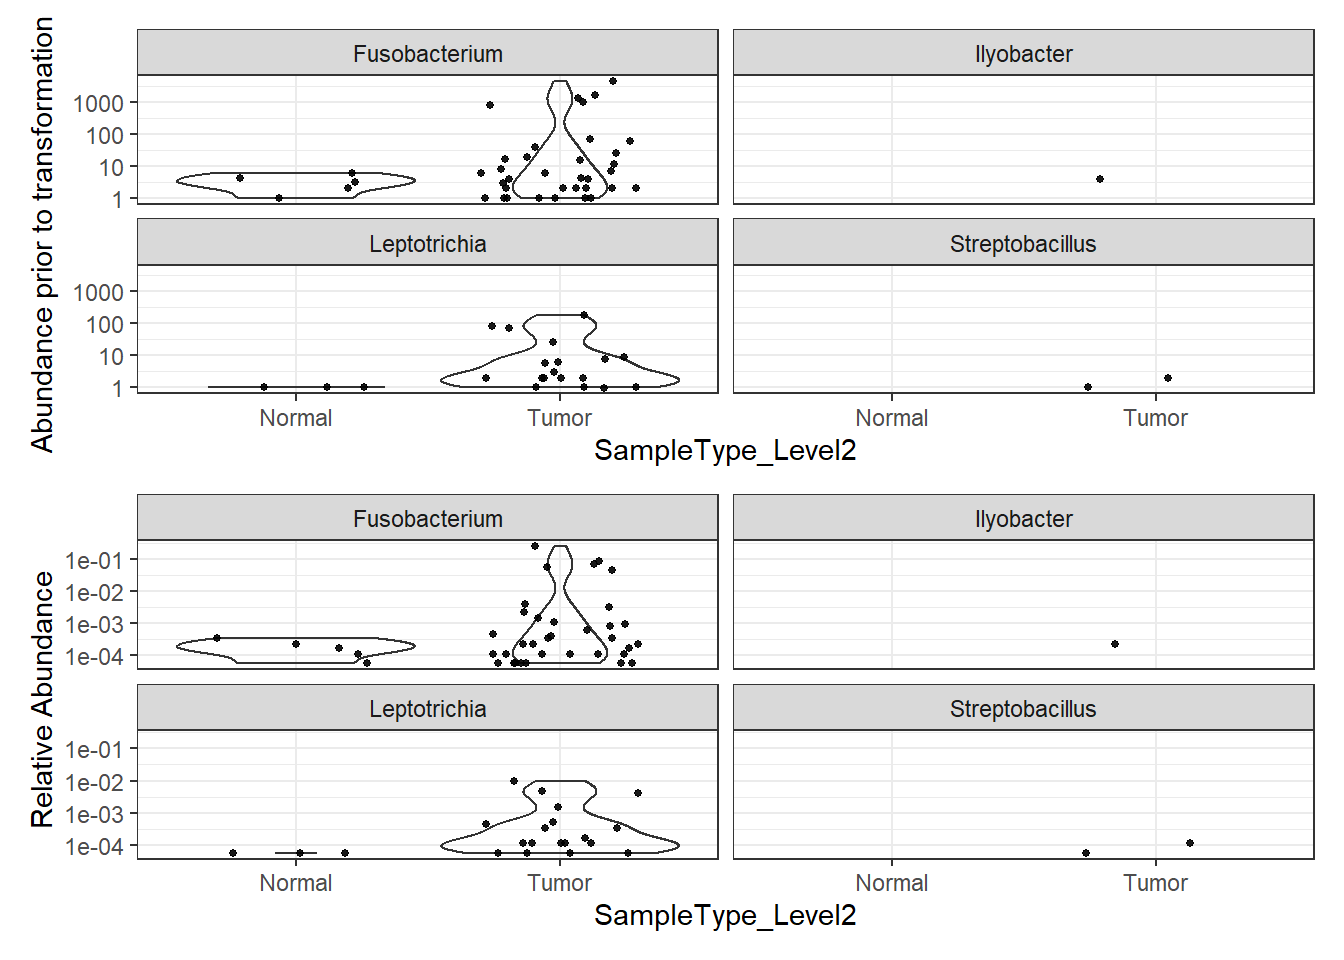 Abundance prior to transformation
Fusobacterium
Ilyobacter
1000
100
10
1
Leptotrichia
Streptobacillus
1000
100
10
1
Normal Tumor Normal Tumor
SampleType_Level2
Relative Abundance
Fusobacterium
Ilyobacter
1e-01
1e-02
1e-03
1e-04
Leptotrichia
Streptobacillus
1e-01
1e-02
1e-03
1e-04
Normal Tumor Normal Tumor
SampleType_Level2